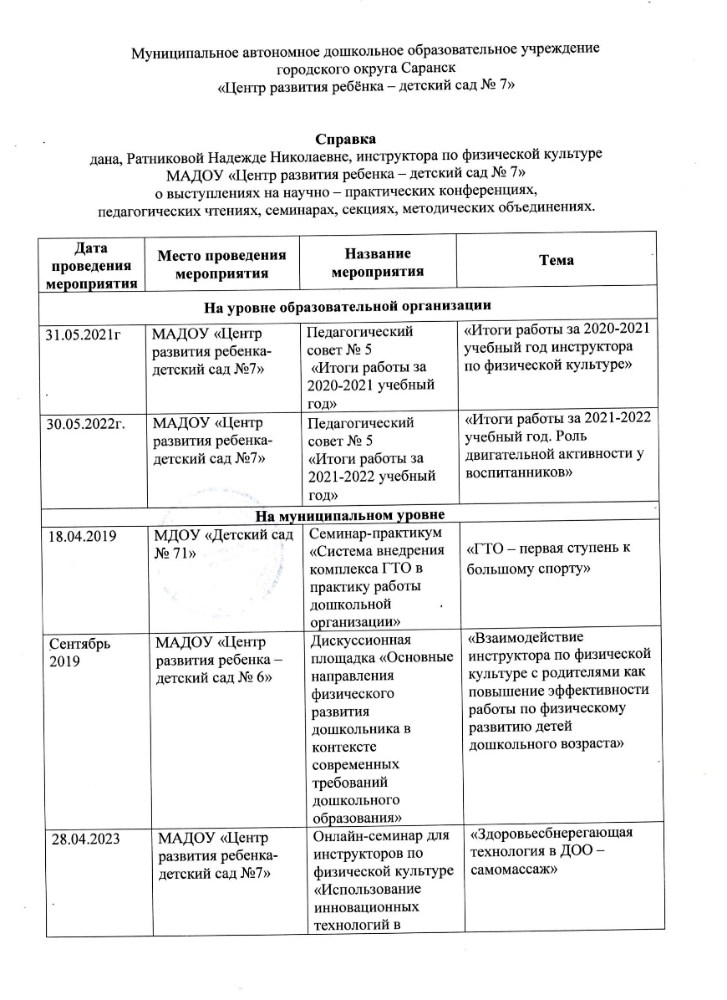 Муниципальное автономное дошкольное образовательное учреждение
городского округа Саранск
«Центр развития ребёнка – детский сад № 7»
Справка
дана, Ратниковой Надежде Николаевне, инструктора по физической культуре
МАДОУ «Центр развития ребенка – детский сад № 7»
о выступлениях на научно – практических конференциях,
педагогических чтениях, семинарах, секциях, методических объединениях.
Дата
проведения
мероприятия
Место проведения
мероприятия
Название
мероприятия
Тема
На уровне образовательной организации
31.05.2021г
МАДОУ «Центр
развития ребенка-
детский сад №7»
Педагогический
совет № 5
«Итоги работы за
2020-2021 учебный
год»
«Итоги работы за 2020-2021
учебный год инструктора
по физической культуре»
30.05.2022г.
МАДОУ «Центр
развития ребенка-
детский сад №7»
Педагогический
совет № 5
«Итоги работы за
2021-2022 учебный
год»
«Итоги работы за 2021-2022
учебный год. Роль
двигательной активности у
воспитанников»
На муниципальном уровне
18.04.2019
МДОУ «Детский сад
№ 71»
Семинар-практикум
«Система внедрения
комплекса ГТО в
практику работы
дошкольной
организации»
«ГТО – первая ступень к
большому спорту»
Сентябрь
2019
МАДОУ «Центр
развития ребенка –
детский сад № 6»
Дискуссионная
площадка «Основные
направления
физического
развития
дошкольника в
контексте
современных
требований
дошкольного
образования»
«Взаимодействие
инструктора по физической
культуре с родителями как
повышение эффективности
работы по физическому
развитию детей
дошкольного возраста»
28.04.2023
МАДОУ «Центр
развития ребенка-
детский сад №7»
Онлайн-семинар для
инструкторов по
физической культуре
«Использование
инновационных
технологий в
«Здоровьесбнерегающая
технология в ДОО –
самомассаж»